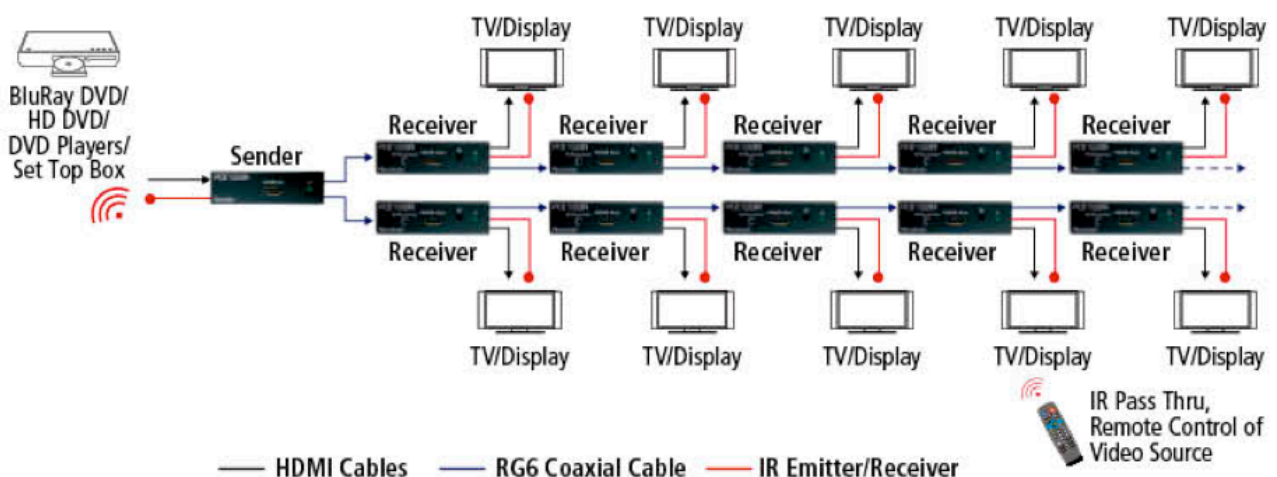 TV/Display TV/Display TV/Display TV/Display TV/Display
BluRay DVD/
HD DVD/
DVD Players/
Set Top Box
Sender
Receiver Receiver Receiver Receiver Receiver
Receiver Receiver Receiver Receiver Receiver
TV/Display TV/Display TV/Display TV/Display TV/Display
IR Pass Thru,
Remote Control of
Video Source
HDMI Cables RG6 Coaxial Cable IR Emitter/Receiver